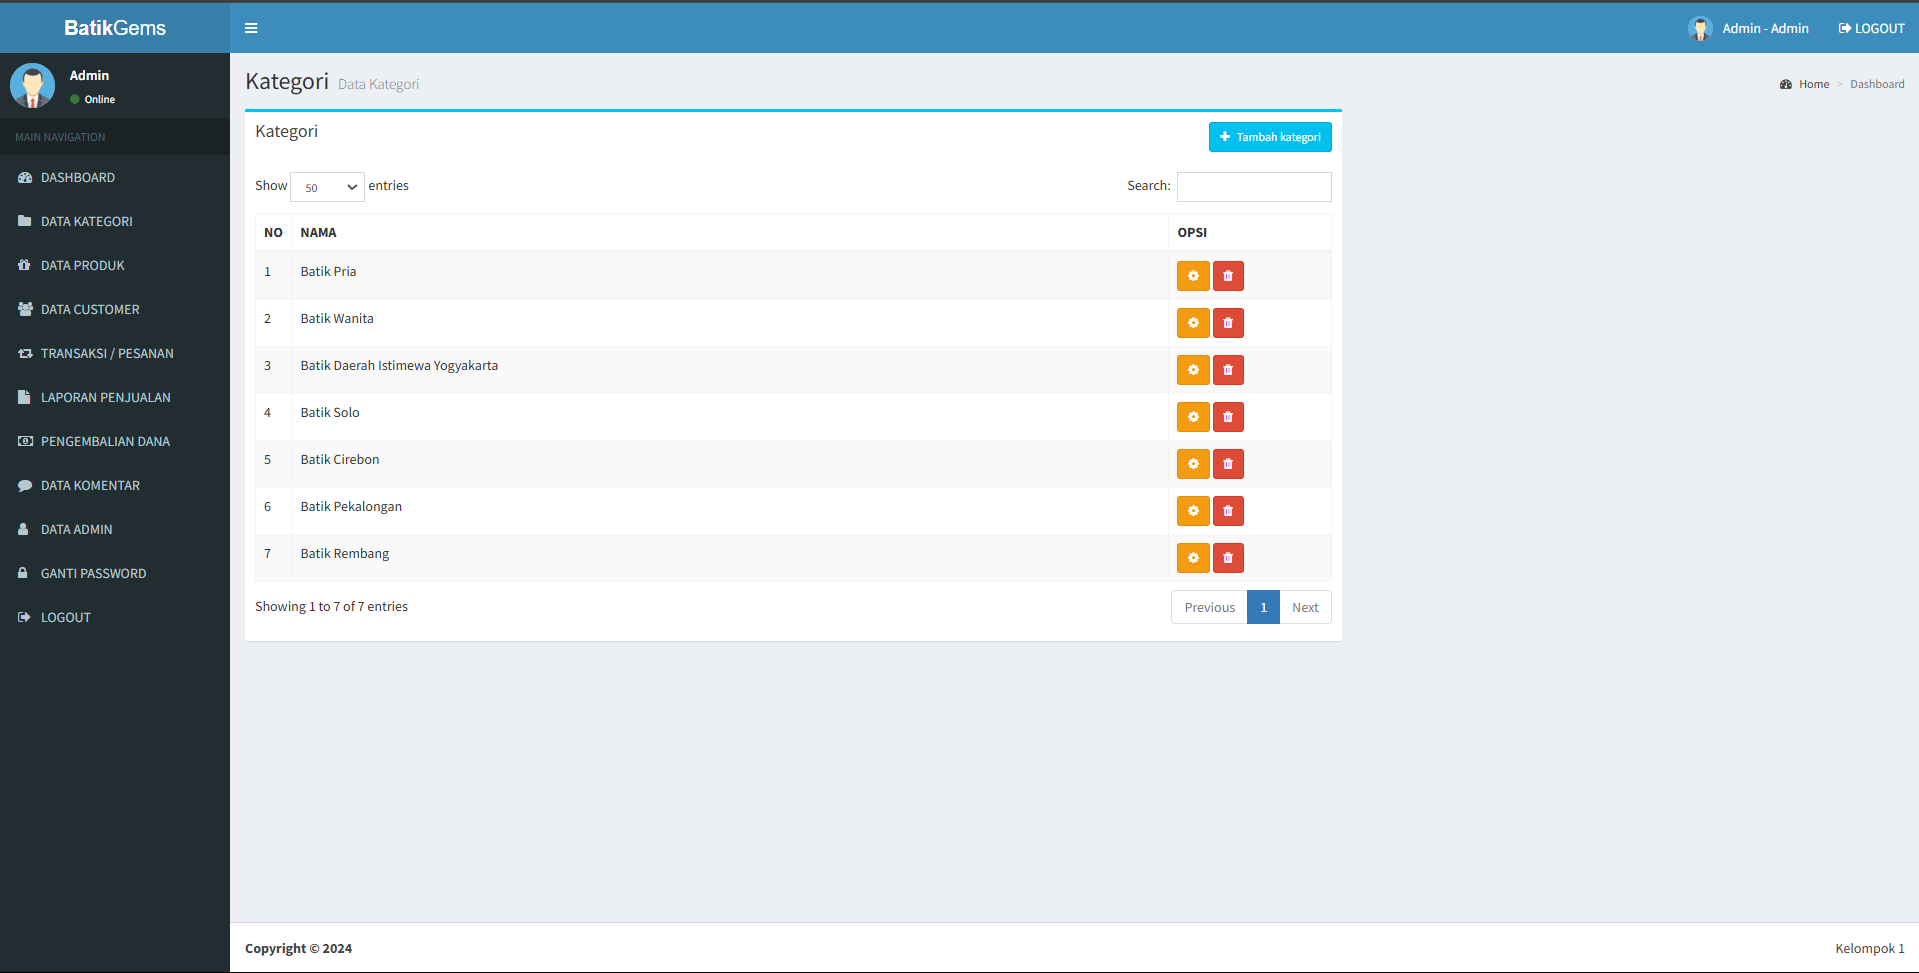 BatikGems
Admin - Admin
LOGOUT
Admin
Online
MAIN NAVIGATION
DASHBOARD
DATA KATEGORI
DATA PRODUK
DATA CUSTOMER
TRANSAKSI / PESANAN
LAPORAN PENJUALAN
PENGEMBALIAN DANA
DATA KOMENTAR
DATA ADMIN
GANTI PASSWORD
LOGOUT
Kategori Data Kategori
Home > Dashboard
Kategori
Tambah kategori
Show 50 entries
Search:
NO NAMA OPSI
1 Batik Pria
2 Batik Wanita
3 Batik Daerah Istimewa Yogyakarta
4 Batik Solo
5 Batik Cirebon
6 Batik Pekalongan
7 Batik Rembang
Showing 1 to 7 of 7 entries
Previous 1 Next
Copyright © 2024
Kelompok 1